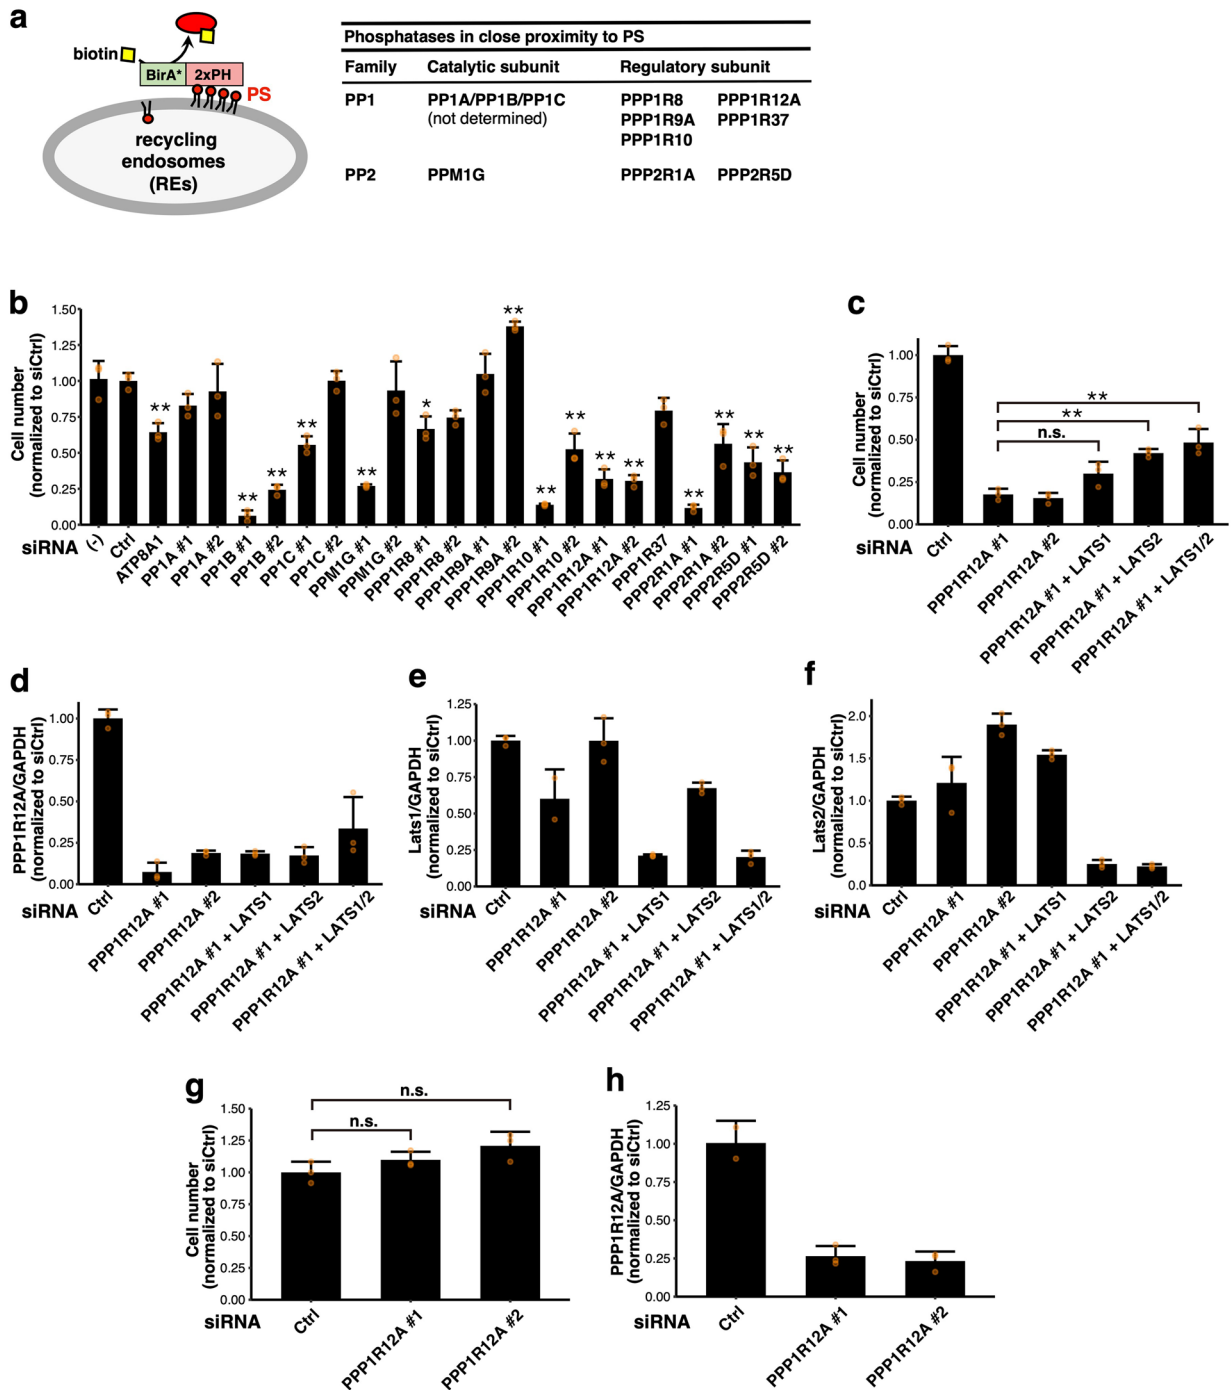 a
biotin
BirA*
2xPH
PS
recycling
endosomes
(REs)
Phosphatases in close proximity to PS
Family Catalytic subunit Regulatory subunit
PP1 PP1A/PP1B/PP1C PPP1R8 PPP1R12A
(not determined) PPP1R9A PPP1R37
PPP1R10
PP2 PPM1G PPP2R1A PPP2R5D
b
Cell number
(normalized to siCtrl)
1.50
1.25
1.00
0.75
0.50
0.25
0.00
** ** ** ** ** * ** ** ** ** ** ** ** ** **
siRNA
(-)
Ctrl
ATP8A1
PP1A #1
PP1A #2
PP1B #1
PP1B #2
PP1C #1
PP1C #2
PPM1G #1
PPM1G #2
PPP1R8 #1
PPP1R8 #2
PPP1R9A #1
PPP1R9A #2
PPP1R10 #1
PPP1R10 #2
PPP1R12A #1
PPP1R12A #2
PPP1R37
PPP2R1A #1
PPP2R1A #2
PPP2R5D #1
PPP2R5D #2
c
Cell number
(normalized to siCtrl)
1.00
0.75
0.50
0.25
0.00
**
**
n.s.
siRNA
Ctrl
PPP1R12A #1
PPP1R12A #2
PPP1R12A #1 + LATS1
PPP1R12A #1 + LATS2
PPP1R12A #1 + LATS1/2
d
PPP1R12A/GAPDH
(normalized to siCtrl)
1.00
0.75
0.50
0.25
0.00
siRNA
Ctrl
PPP1R12A #1
PPP1R12A #2
PPP1R12A #1 + LATS1
PPP1R12A #1 + LATS2
PPP1R12A #1 + LATS1/2
e
Lats1/GAPDH
(normalized to siCtrl)
1.25
1.00
0.75
0.50
0.25
0.00
siRNA
Ctrl
PPP1R12A #1
PPP1R12A #2
PPP1R12A #1 + LATS1
PPP1R12A #1 + LATS2
PPP1R12A #1 + LATS1/2
f
Lats2/GAPDH
(normalized to siCtrl)
2.0
1.5
1.0
0.5
0.0
siRNA
Ctrl
PPP1R12A #1
PPP1R12A #2
PPP1R12A #1 + LATS1
PPP1R12A #1 + LATS2
PPP1R12A #1 + LATS1/2
g
Cell number
(normalized to siCtrl)
1.50
1.25
1.00
0.75
0.50
0.25
0.00
n.s.
n.s.
siRNA
Ctrl
PPP1R12A #1
PPP1R12A #2
h
PPP1R12A/GAPDH
(normalized to siCtrl)
1.25
1.00
0.75
0.50
0.25
0.00
siRNA
Ctrl
PPP1R12A #1
PPP1R12A #2